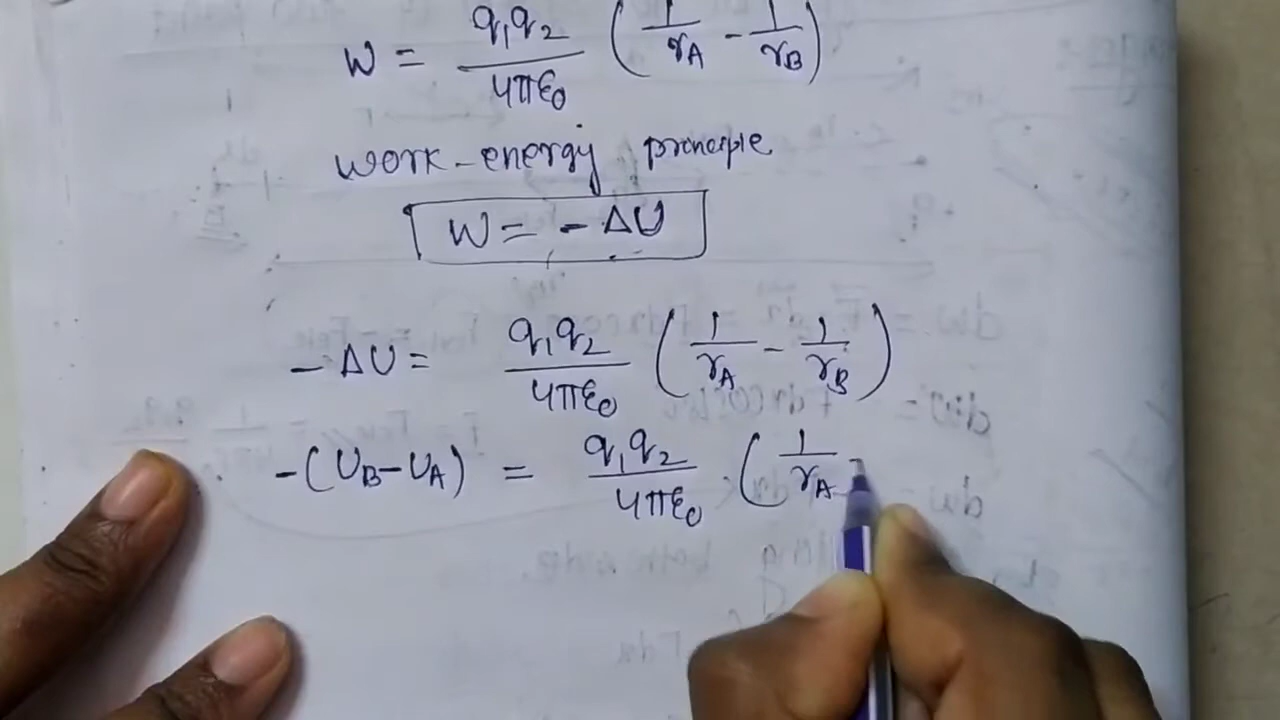 W = q₁q₂/4πε₀ (1/rA - 1/rB)
work-energy principle
W = - ΔU
- ΔU = q₁q₂/4πε₀ (1/rA - 1/rB)
-(UB-UA) = q₁q₂/4πε₀ (1/rA -